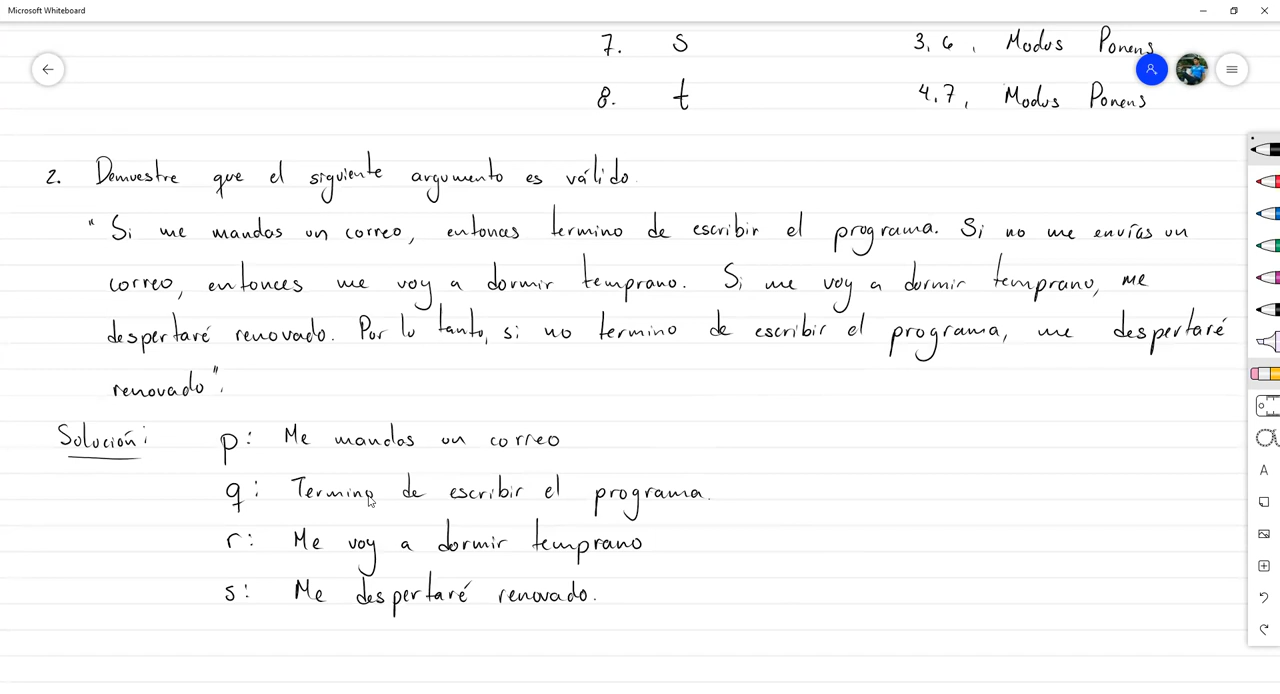 Microsoft Whiteboard
7. s 3,6, Modus Ponens
8. t 4,7, Modus Ponens
2. Demuestre que el siguiente argumento es válido.
"Si me mandas un correo, entonces termino de escribir el programa. Si no me envías un
correo, entonces me voy a dormir temprano. Si me voy a dormir temprano, me
despertaré renovado. Por lo tanto, si no termino de escribir el programa, me despertaré
renovado".
Solución: p: Me mandas un correo
q: Termino de escribir el programa.
r: Me voy a dormir temprano
s: Me despertaré renovado.